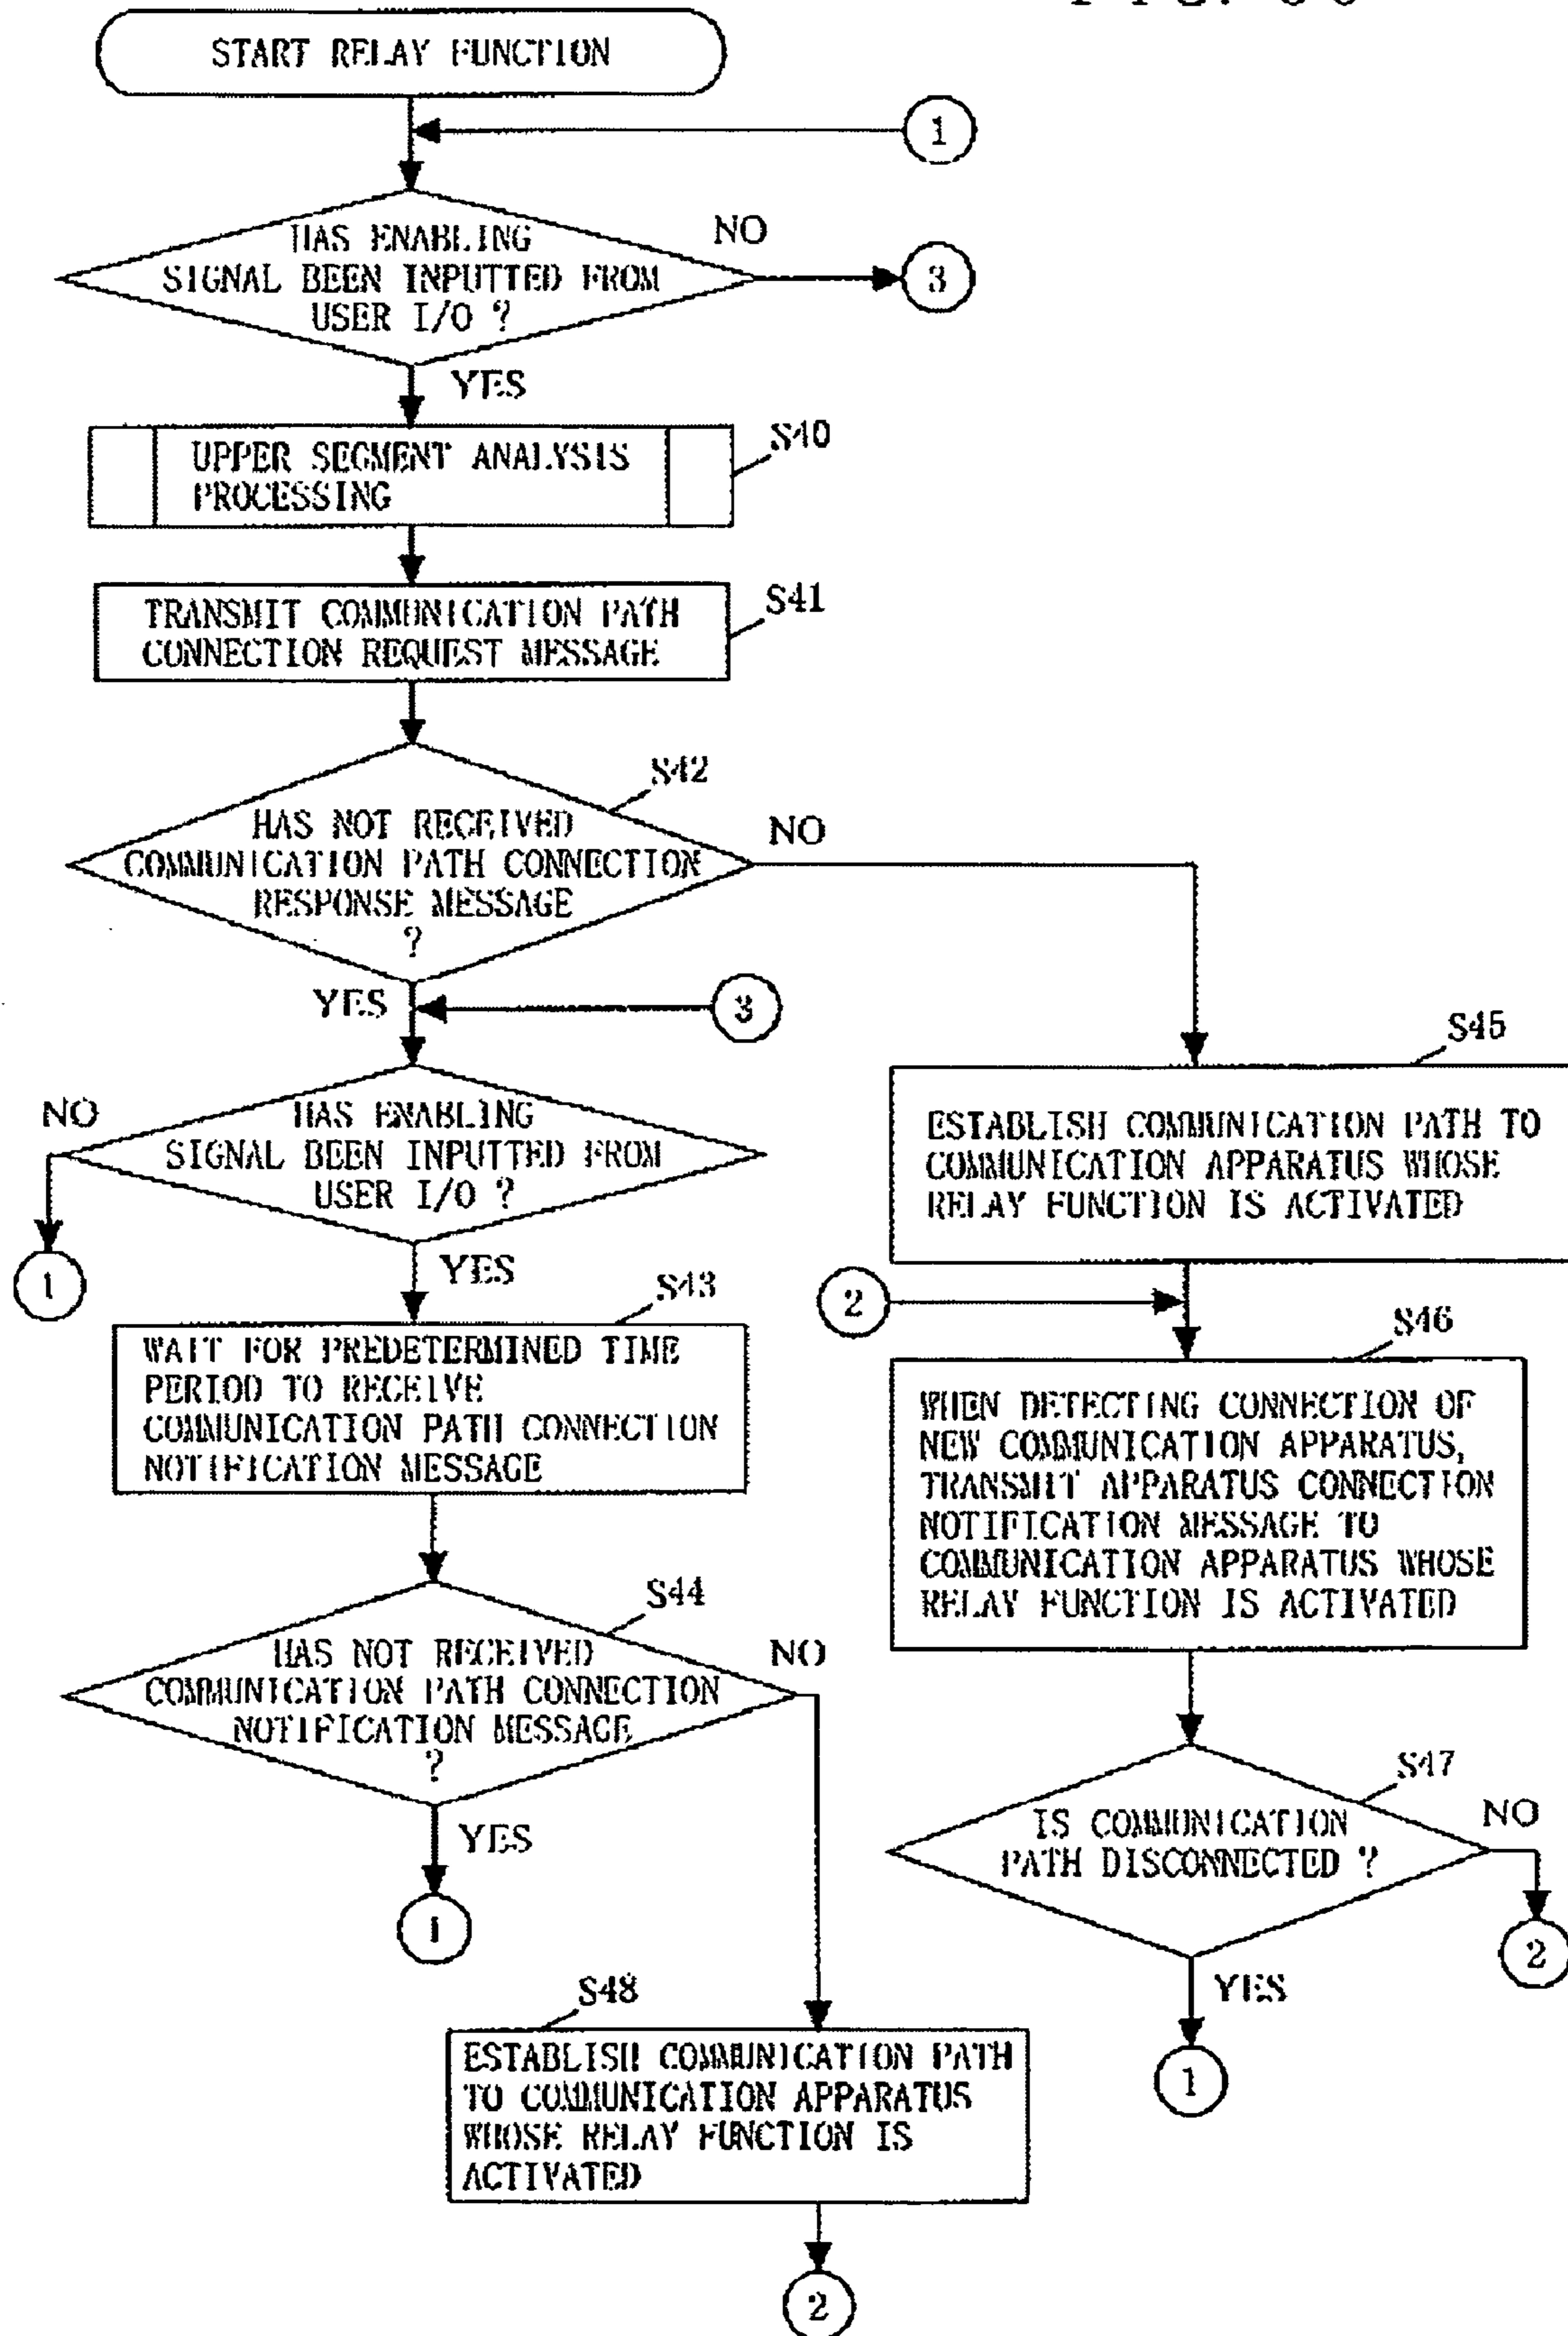 START RELAY FUNCTION
1
HAS ENABLING
SIGNAL BEEN INPUTTED FROM
USER I/O ?
NO
3
YES
UPPER SEGMENT ANALYSIS
PROCESSING
S40
TRANSMIT COMMUNICATION PATH
CONNECTION REQUEST MESSAGE
S41
S42
HAS NOT RECEIVED
COMMUNICATION PATH CONNECTION
RESPONSE MESSAGE
?
NO
YES
3
NO
HAS ENABLING
SIGNAL BEEN INPUTTED FROM
USER I/O ?
1
YES
S45
ESTABLISH COMMUNICATION PATH TO
COMMUNICATION APPARATUS WHOSE
RELAY FUNCTION IS ACTIVATED
2
S43
WAIT FOR PREDETERMINED TIME
PERIOD TO RECEIVE
COMMUNICATION PATH CONNECTION
NOTIFICATION MESSAGE
S46
WHEN DETECTING CONNECTION OF
NEW COMMUNICATION APPARATUS,
TRANSMIT APPARATUS CONNECTION
NOTIFICATION MESSAGE TO
COMMUNICATION APPARATUS WHOSE
RELAY FUNCTION IS ACTIVATED
S44
HAS NOT RECEIVED
COMMUNICATION PATH CONNECTION
NOTIFICATION MESSAGE
?
NO
YES
1
S47
IS COMMUNICATION
PATH DISCONNECTED ?
NO
2
YES
1
S48
ESTABLISH COMMUNICATION PATH
TO COMMUNICATION APPARATUS
WHOSE RELAY FUNCTION IS
ACTIVATED
2